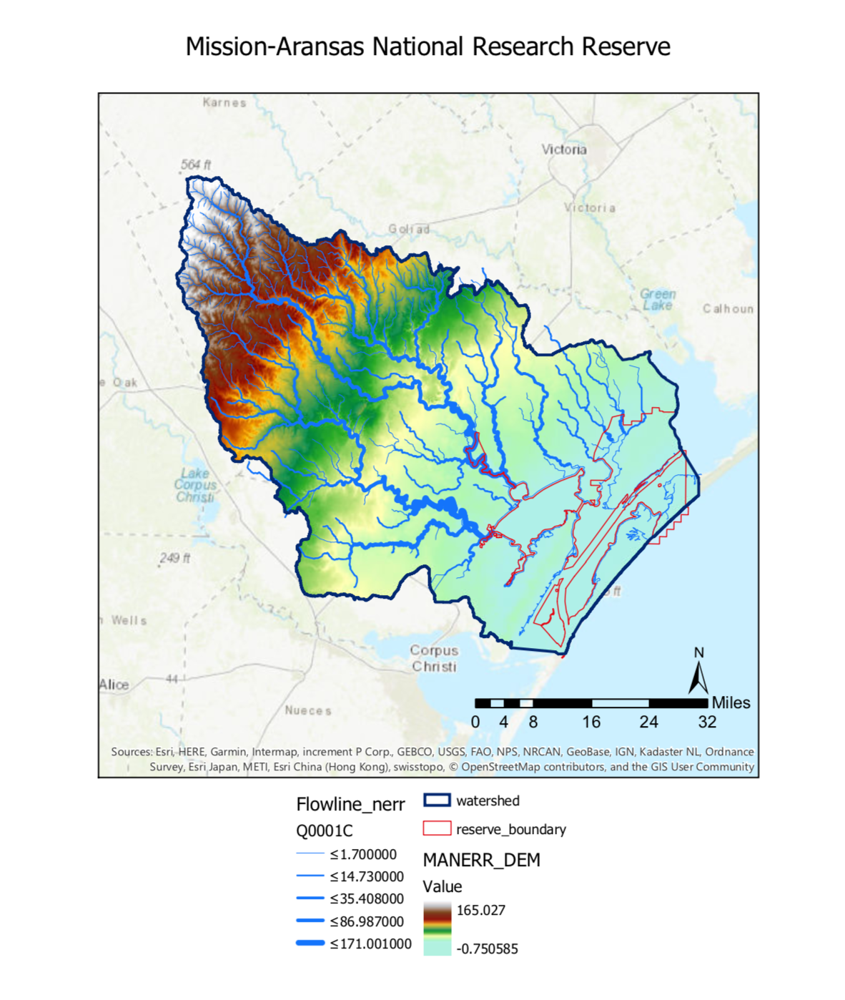 Mission-Aransas National Research Reserve
Karnes
Victoria
564 ft
Victoria
Goliad
Green
Lake
Calhoun
e Oak
Lake
Corpus
Christi
249 ft
ft
Wells
Corpus
Christi
N
Alice
44
Nueces
Miles
0 4 8 16 24 32
Sources: Esri, HERE, Garmin, Intermap, increment P Corp., GEBCO, USGS, FAO, NPS, NRCAN, GeoBase, IGN, Kadaster NL, Ordnance
Survey, Esri Japan, METI, Esri China (Hong Kong), swisstopo, © OpenStreetMap contributors, and the GIS User Community
Flowline_nerr
Q0001C
≤1.700000
≤14.730000
≤35.408000
≤86.987000
≤171.001000
watershed
reserve_boundary
MANERR_DEM
Value
165.027
-0.750585